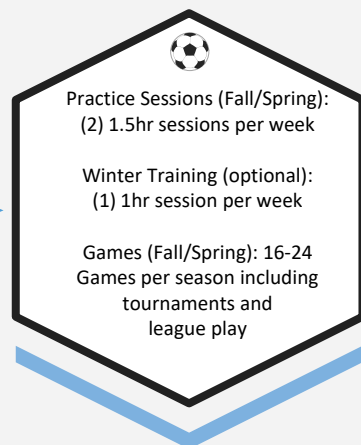 Practice Sessions (Fall/Spring):
(2) 1.5hr sessions per week
Winter Training (optional):
(1) 1hr session per week
Games (Fall/Spring): 16-24
Games per season including
tournaments and
league play